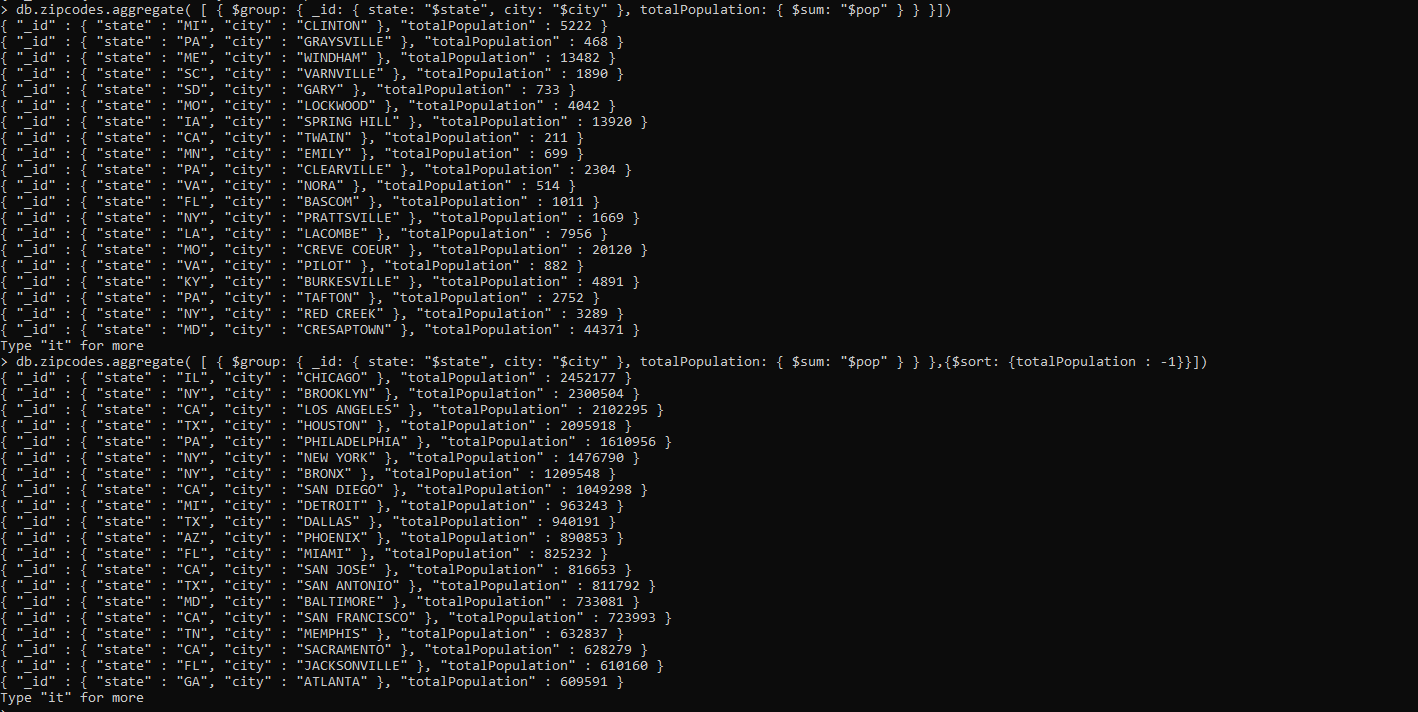 > db.zipcodes.aggregate( [ { $group: { _id: { state: "$state", city: "$city" }, totalPopulation: { $sum: "$pop" } } }])
{ "_id" : { "state" : "MI", "city" : "CLINTON" }, "totalPopulation" : 5222 }
{ "_id" : { "state" : "PA", "city" : "GRAYSVILLE" }, "totalPopulation" : 468 }
{ "_id" : { "state" : "ME", "city" : "WINDHAM" }, "totalPopulation" : 13482 }
{ "_id" : { "state" : "SC", "city" : "VARNVILLE" }, "totalPopulation" : 1890 }
{ "_id" : { "state" : "SD", "city" : "GARY" }, "totalPopulation" : 733 }
{ "_id" : { "state" : "MO", "city" : "LOCKWOOD" }, "totalPopulation" : 4042 }
{ "_id" : { "state" : "IA", "city" : "SPRING HILL" }, "totalPopulation" : 13920 }
{ "_id" : { "state" : "CA", "city" : "TWAIN" }, "totalPopulation" : 211 }
{ "_id" : { "state" : "MN", "city" : "EMILY" }, "totalPopulation" : 699 }
{ "_id" : { "state" : "PA", "city" : "CLEARVILLE" }, "totalPopulation" : 2304 }
{ "_id" : { "state" : "VA", "city" : "NORA" }, "totalPopulation" : 514 }
{ "_id" : { "state" : "FL", "city" : "BASCOM" }, "totalPopulation" : 1011 }
{ "_id" : { "state" : "NY", "city" : "PRATTSVILLE" }, "totalPopulation" : 1669 }
{ "_id" : { "state" : "LA", "city" : "LACOMBE" }, "totalPopulation" : 7956 }
{ "_id" : { "state" : "MO", "city" : "CREVE COEUR" }, "totalPopulation" : 20120 }
{ "_id" : { "state" : "VA", "city" : "PILOT" }, "totalPopulation" : 882 }
{ "_id" : { "state" : "KY", "city" : "BURKESVILLE" }, "totalPopulation" : 4891 }
{ "_id" : { "state" : "PA", "city" : "TAFTON" }, "totalPopulation" : 2752 }
{ "_id" : { "state" : "NY", "city" : "RED CREEK" }, "totalPopulation" : 3289 }
{ "_id" : { "state" : "MD", "city" : "CRESAPTOWN" }, "totalPopulation" : 44371 }
Type "it" for more
> db.zipcodes.aggregate( [ { $group: { _id: { state: "$state", city: "$city" }, totalPopulation: { $sum: "$pop" } } },{$sort: {totalPopulation : -1}}])
{ "_id" : { "state" : "IL", "city" : "CHICAGO" }, "totalPopulation" : 2452177 }
{ "_id" : { "state" : "NY", "city" : "BROOKLYN" }, "totalPopulation" : 2300504 }
{ "_id" : { "state" : "CA", "city" : "LOS ANGELES" }, "totalPopulation" : 2102295 }
{ "_id" : { "state" : "TX", "city" : "HOUSTON" }, "totalPopulation" : 2095918 }
{ "_id" : { "state" : "PA", "city" : "PHILADELPHIA" }, "totalPopulation" : 1610956 }
{ "_id" : { "state" : "NY", "city" : "NEW YORK" }, "totalPopulation" : 1476790 }
{ "_id" : { "state" : "NY", "city" : "BRONX" }, "totalPopulation" : 1209548 }
{ "_id" : { "state" : "CA", "city" : "SAN DIEGO" }, "totalPopulation" : 1049298 }
{ "_id" : { "state" : "MI", "city" : "DETROIT" }, "totalPopulation" : 963243 }
{ "_id" : { "state" : "TX", "city" : "DALLAS" }, "totalPopulation" : 940191 }
{ "_id" : { "state" : "AZ", "city" : "PHOENIX" }, "totalPopulation" : 890853 }
{ "_id" : { "state" : "FL", "city" : "MIAMI" }, "totalPopulation" : 825232 }
{ "_id" : { "state" : "CA", "city" : "SAN JOSE" }, "totalPopulation" : 816653 }
{ "_id" : { "state" : "TX", "city" : "SAN ANTONIO" }, "totalPopulation" : 811792 }
{ "_id" : { "state" : "MD", "city" : "BALTIMORE" }, "totalPopulation" : 733081 }
{ "_id" : { "state" : "CA", "city" : "SAN FRANCISCO" }, "totalPopulation" : 723993 }
{ "_id" : { "state" : "TN", "city" : "MEMPHIS" }, "totalPopulation" : 632837 }
{ "_id" : { "state" : "CA", "city" : "SACRAMENTO" }, "totalPopulation" : 628279 }
{ "_id" : { "state" : "FL", "city" : "JACKSONVILLE" }, "totalPopulation" : 610160 }
{ "_id" : { "state" : "GA", "city" : "ATLANTA" }, "totalPopulation" : 609591 }
Type "it" for more